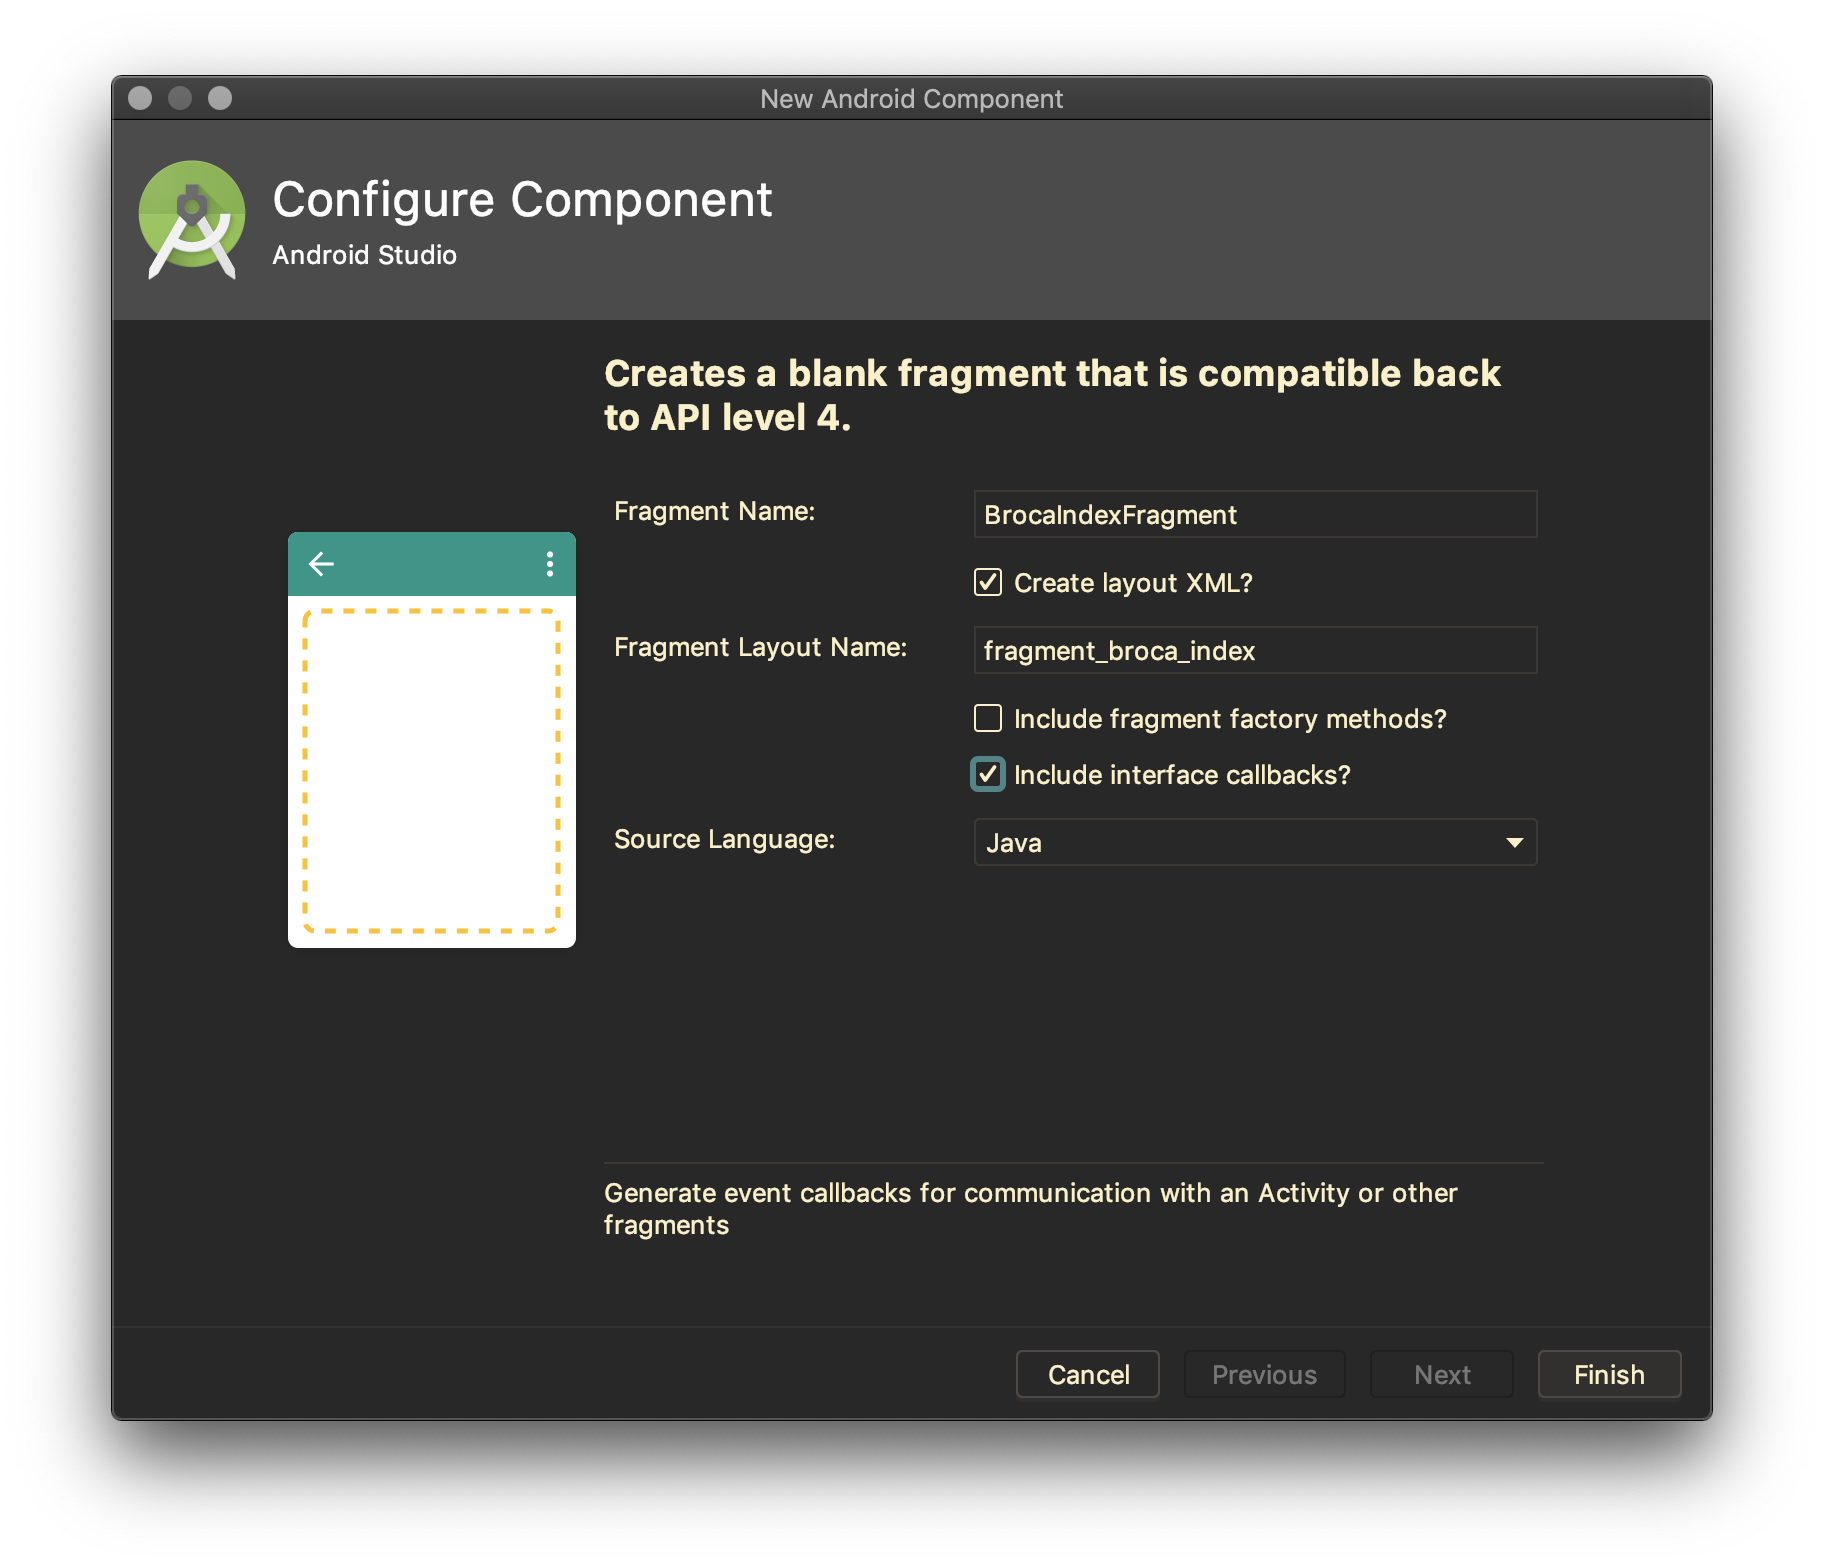 New Android Component
Configure Component
Android Studio
Creates a blank fragment that is compatible back
to API level 4.
Fragment Name:
BrocaIndexFragment
Create layout XML?
Fragment Layout Name:
fragment_broca_index
Include fragment factory methods?
Include interface callbacks?
Source Language:
Java
Generate event callbacks for communication with an Activity or other
fragments
Cancel
Previous
Next
Finish